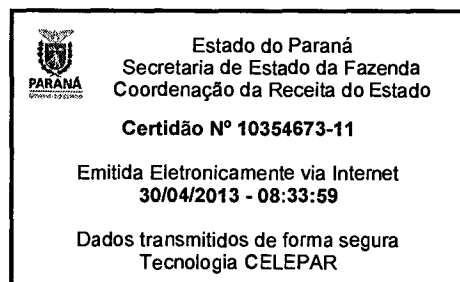 Estado do Paraná
Secretaria de Estado da Fazenda
PARANÁ
Coordenação da Receita do Estado
Certidão Nº 10354673-11
Emitida Eletronicamente via Internet
30/04/2013 - 08:33:59
Dados transmitidos de forma segura
Tecnologia CELEPAR